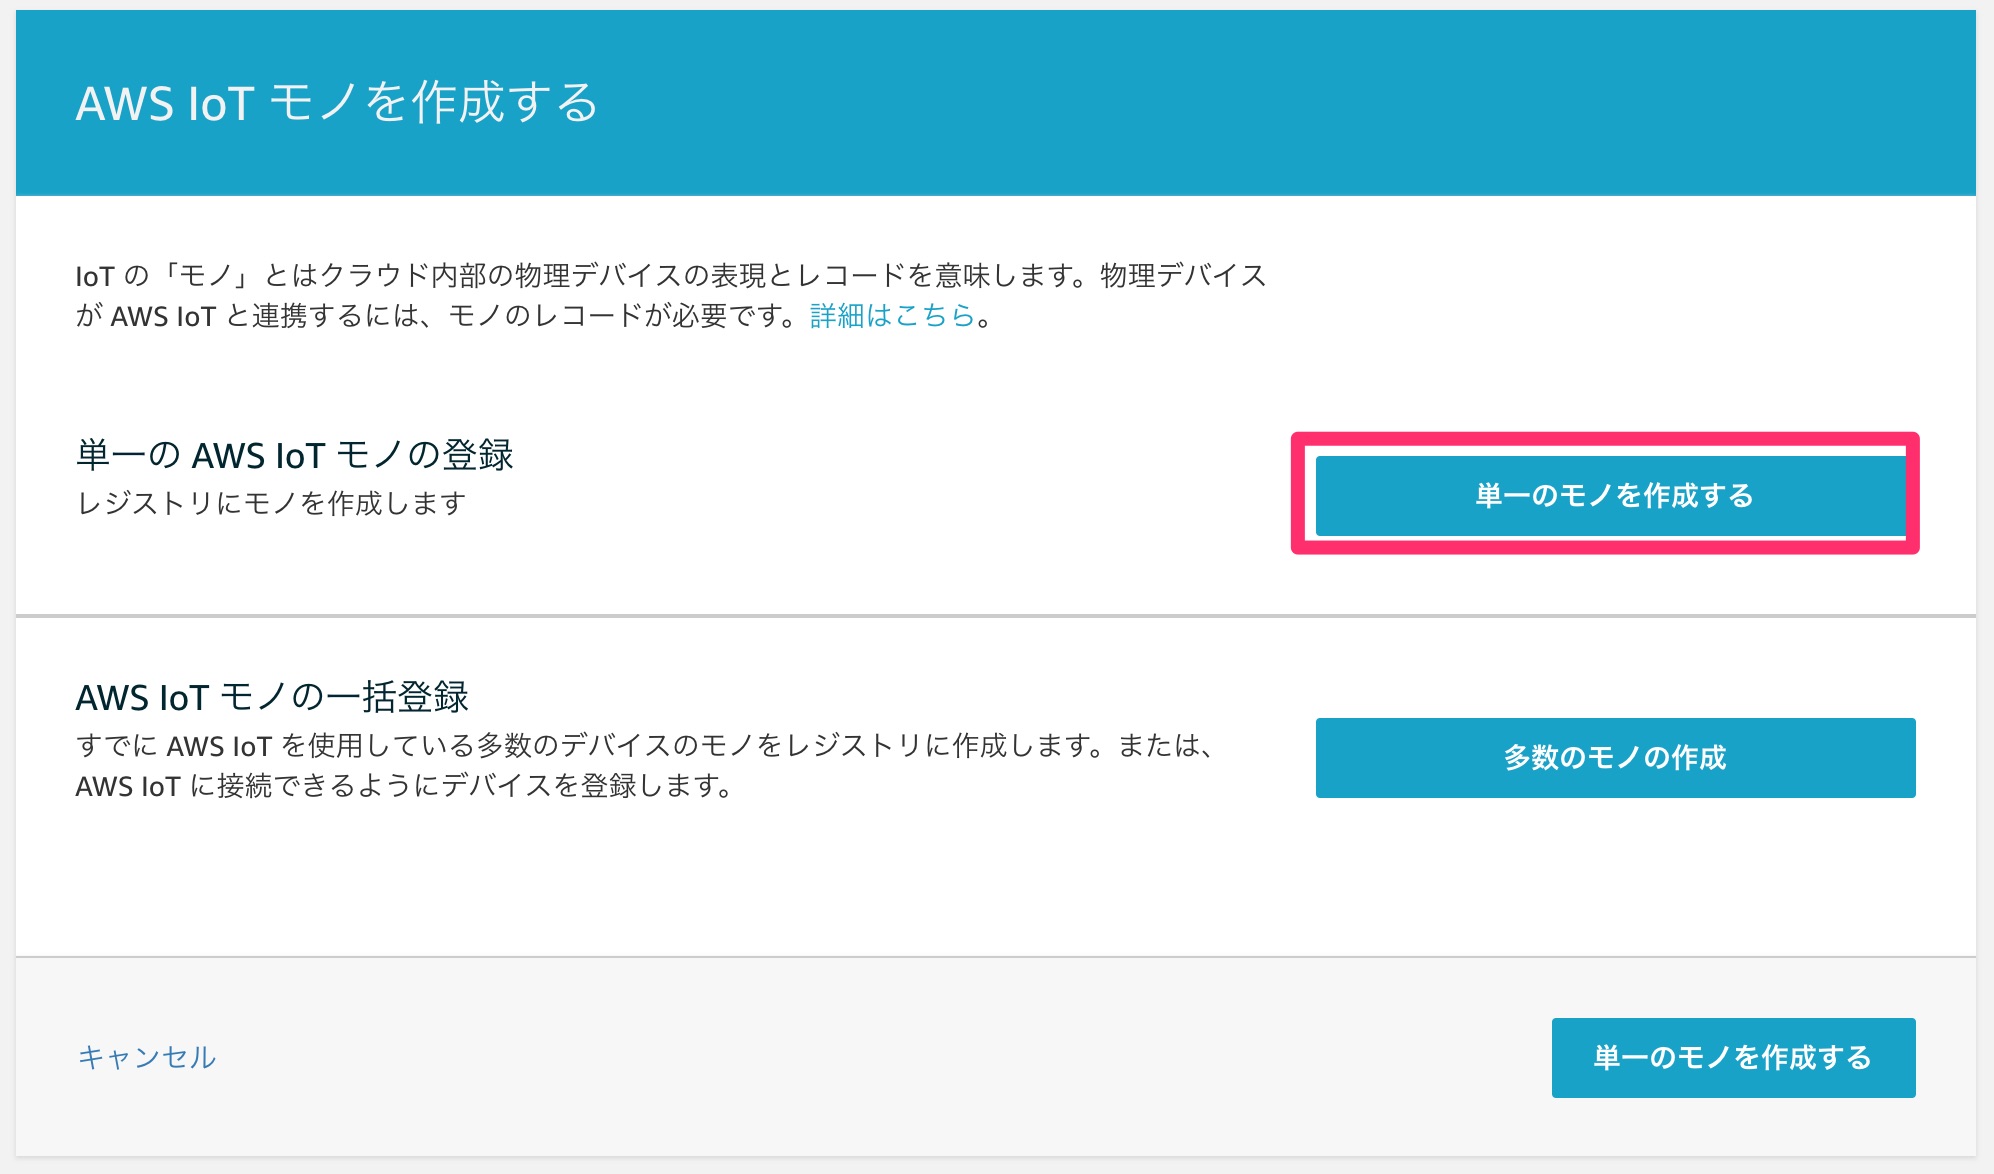 AWS IoT モノを作成する
IoT の「モノ」とはクラウド内部の物理デバイスの表現とレコードを意味します。物理デバイス
が AWS IoT と連携するには、モノのレコードが必要です。詳細はこちら。
単一の AWS IoT モノの登録
レジストリにモノを作成します
単一のモノを作成する
AWS IoT モノの一括登録
すでに AWS IoT を使用している多数のデバイスのモノをレジストリに作成します。または、
AWS IoT に接続できるようにデバイスを登録します。
多数のモノの作成
キャンセル
単一のモノを作成する